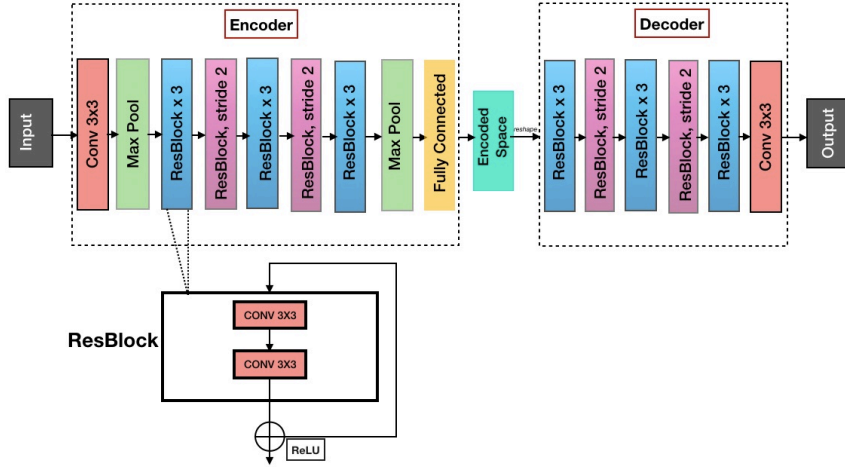 Encoder
Decoder
Input
Conv 3x3
Max Pool
ResBlock x 3
ResBlock, stride 2
ResBlock x 3
ResBlock, stride 2
ResBlock x 3
Max Pool
Fully Connected
Encoded
Space
reshape
ResBlock x 3
ResBlock, stride 2
ResBlock x 3
ResBlock, stride 2
ResBlock x 3
Conv 3x3
Output
ResBlock
CONV 3X3
CONV 3X3
ReLU